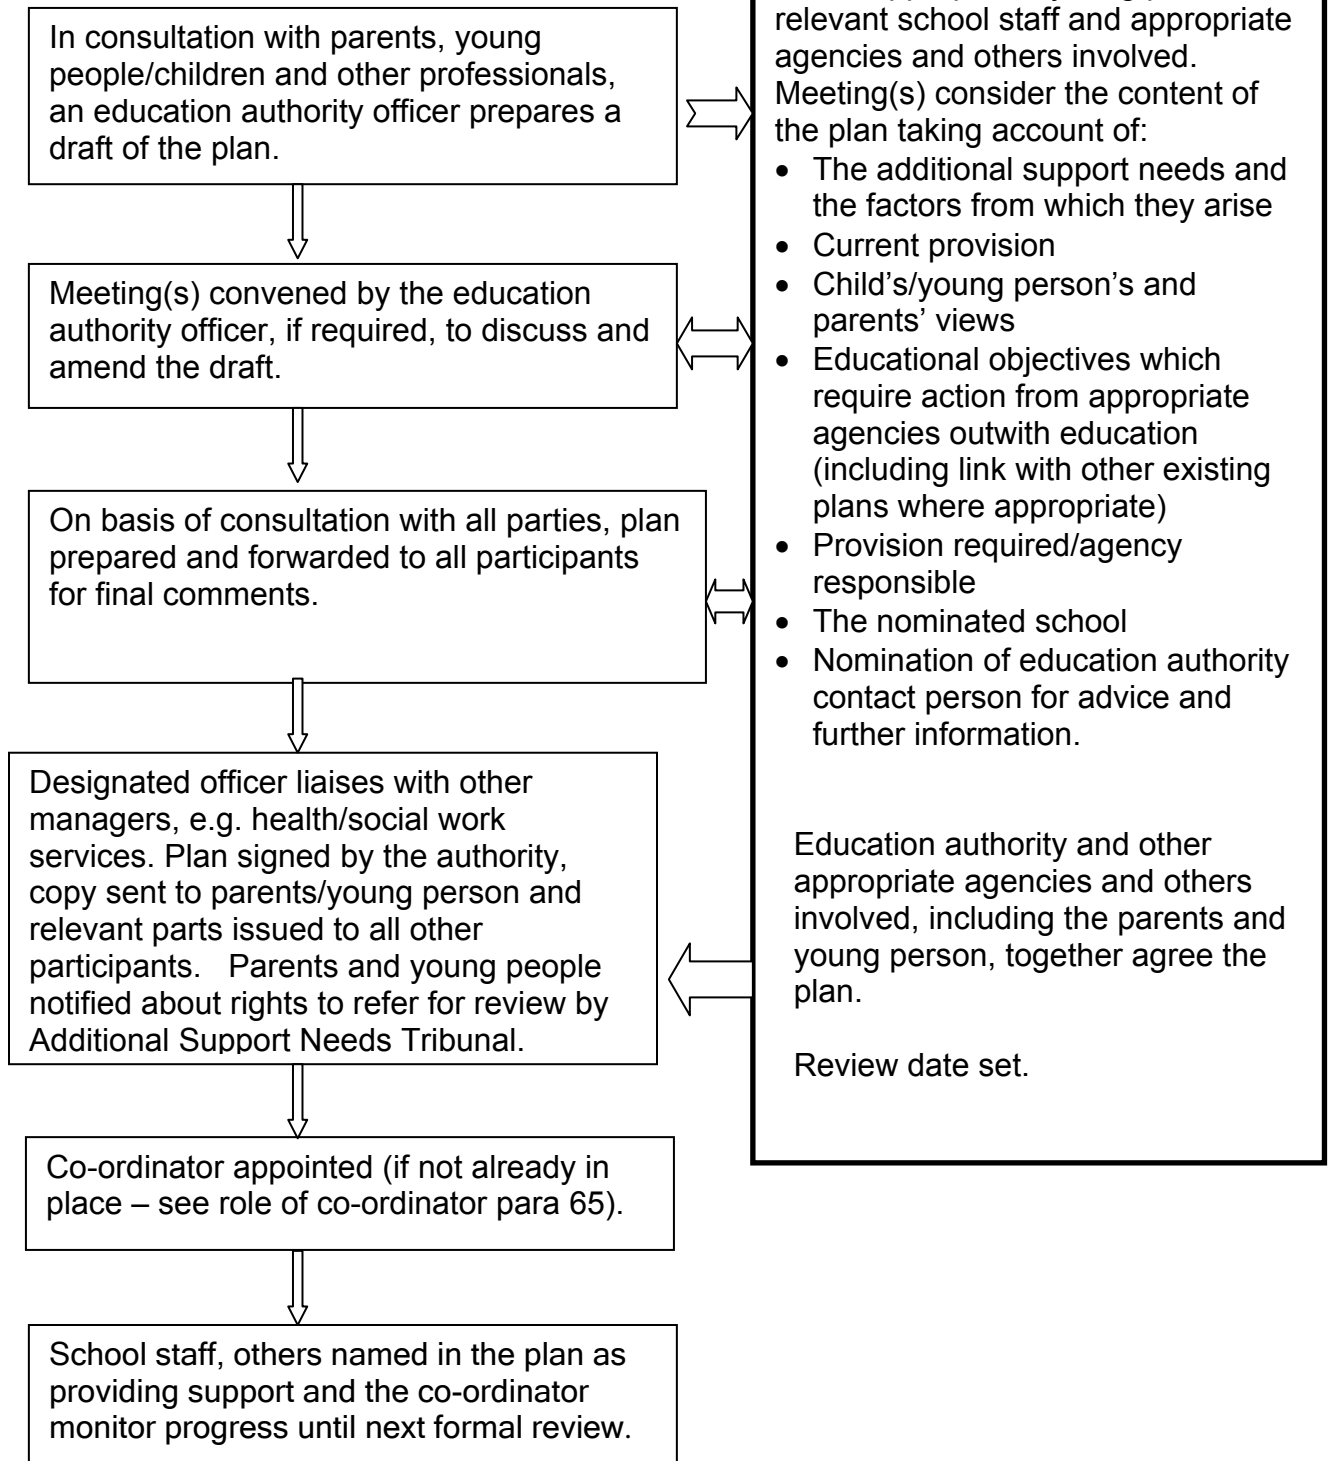 In consultation with parents, young
people/children and other professionals,
an education authority officer prepares a
draft of the plan.
Meeting(s) convened by the education
authority officer, if required, to discuss and
amend the draft.
On basis of consultation with all parties, plan
prepared and forwarded to all participants
for final comments.
Designated officer liaises with other
managers, e.g. health/social work
services. Plan signed by the authority,
copy sent to parents/young person and
relevant parts issued to all other
participants.   Parents and young people
notified about rights to refer for review by
Additional Support Needs Tribunal.
Co-ordinator appointed (if not already in
place – see role of co-ordinator para 65).
School staff, others named in the plan as
providing support and the co-ordinator
monitor progress until next formal review.
relevant school staff and appropriate
agencies and others involved.
Meeting(s) consider the content of
the plan taking account of:
• The additional support needs and
the factors from which they arise
• Current provision
• Child’s/young person’s and
parents’ views
• Educational objectives which
require action from appropriate
agencies outwith education
(including link with other existing
plans where appropriate)
• Provision required/agency
responsible
• The nominated school
• Nomination of education authority
contact person for advice and
further information.
Education authority and other
appropriate agencies and others
involved, including the parents and
young person, together agree the
plan.
Review date set.